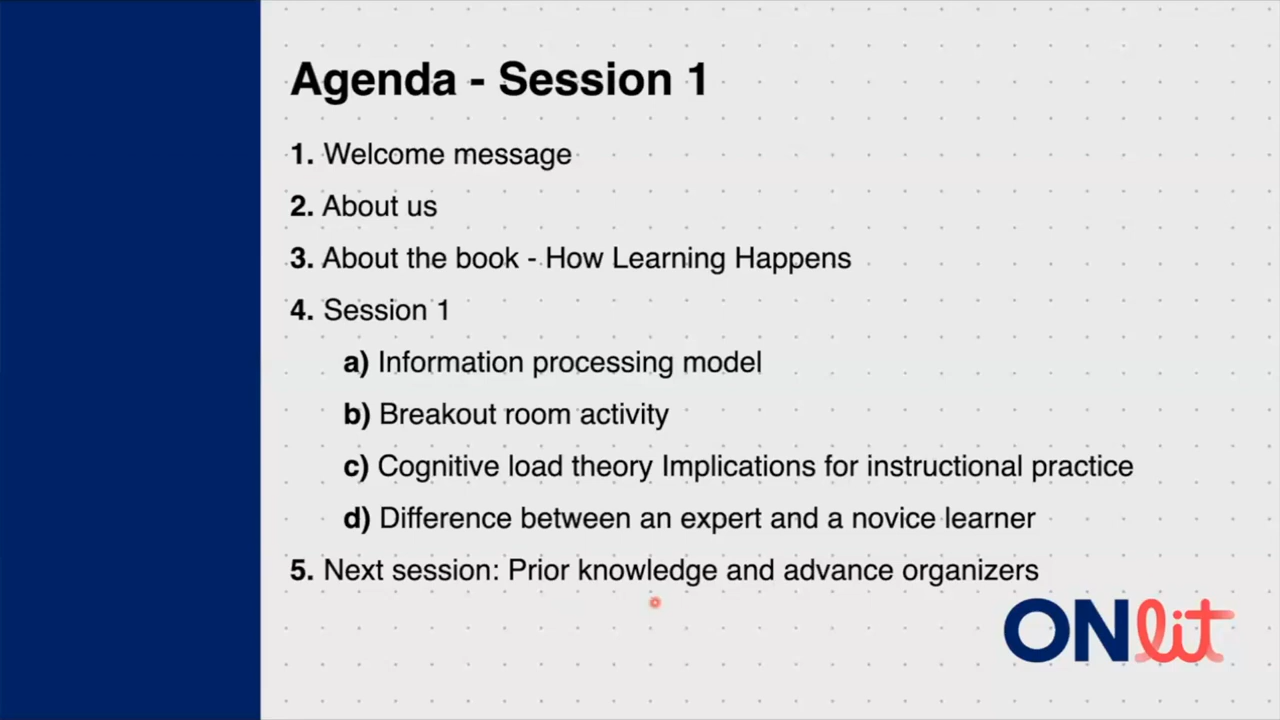 Agenda - Session 1
1. Welcome message
2. About us
3. About the book - How Learning Happens
4. Session 1
a) Information processing model
b) Breakout room activity
c) Cognitive load theory Implications for instructional practice
d) Difference between an expert and a novice learner
5. Next session: Prior knowledge and advance organizers
ONlit